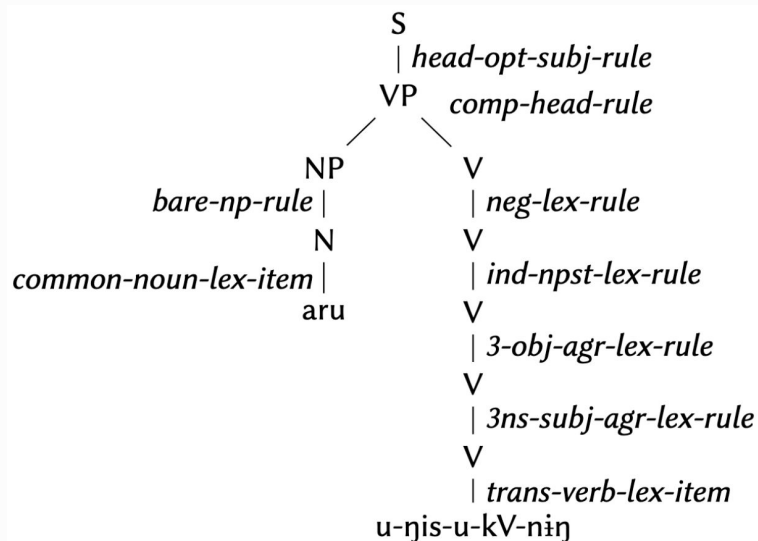 S
head-opt-subj-rule
VP comp-head-rule
NP V
bare-np-rule neg-lex-rule
N V
common-noun-lex-item ind-npst-lex-rule
aru V
3-obj-agr-lex-rule
V
3ns-subj-agr-lex-rule
V
trans-verb-lex-item
u-ŋis-u-kV-nɨŋ